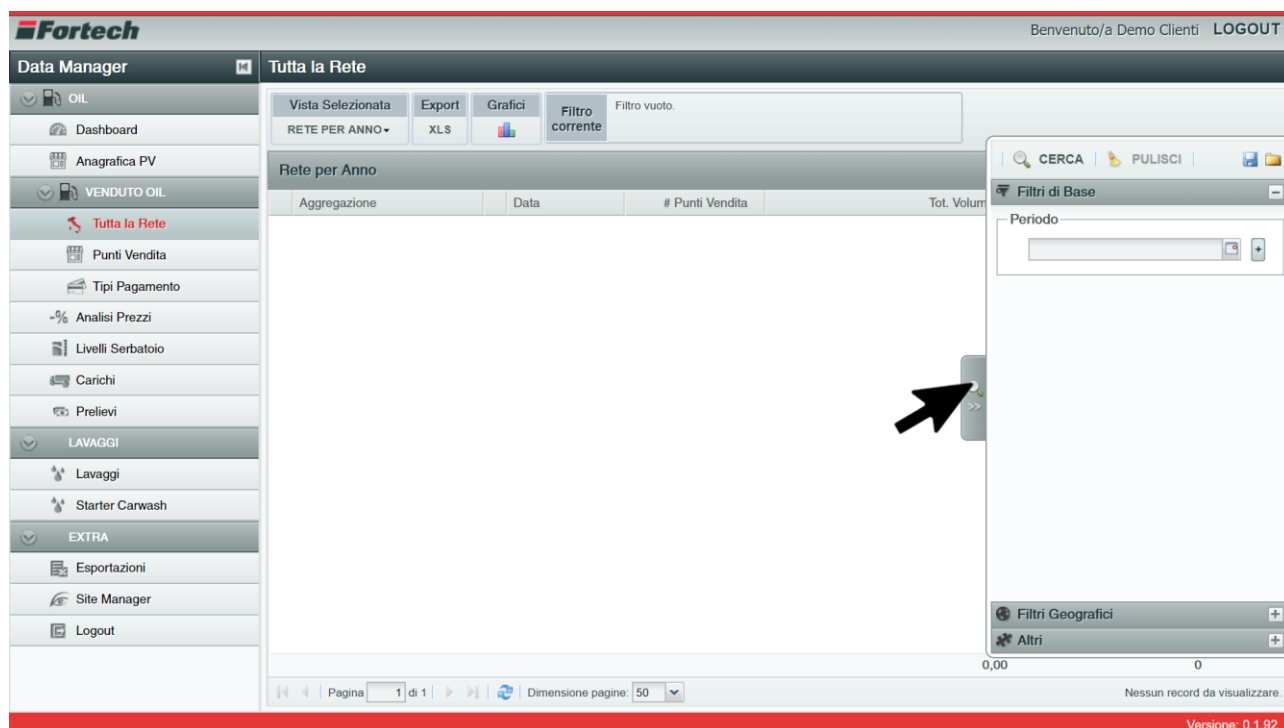 Fortech
Benvenuto/a Demo Clienti LOGOUT
Data Manager
Tutta la Rete
OIL
Dashboard
Anagrafica PV
VENDUTO OIL
Tutta la Rete
Punti Vendita
Tipi Pagamento
-% Analisi Prezzi
Livelli Serbatoio
Carichi
Prelievi
LAVAGGI
Lavaggi
Starter Carwash
EXTRA
Esportazioni
Site Manager
Logout
Vista Selezionata
RETE PER ANNO
Export
XLS
Grafici
Filtro
corrente
Filtro vuoto.
Rete per Anno
Aggregazione Data # Punti Vendita Tot. Volum
CERCA PULISCI
Filtri di Base
Periodo
>>
Filtri Geografici
Altri
0,00 0
Pagina 1 di 1 Dimensione pagine: 50 Nessun record da visualizzare.
Versione: 0.1.92